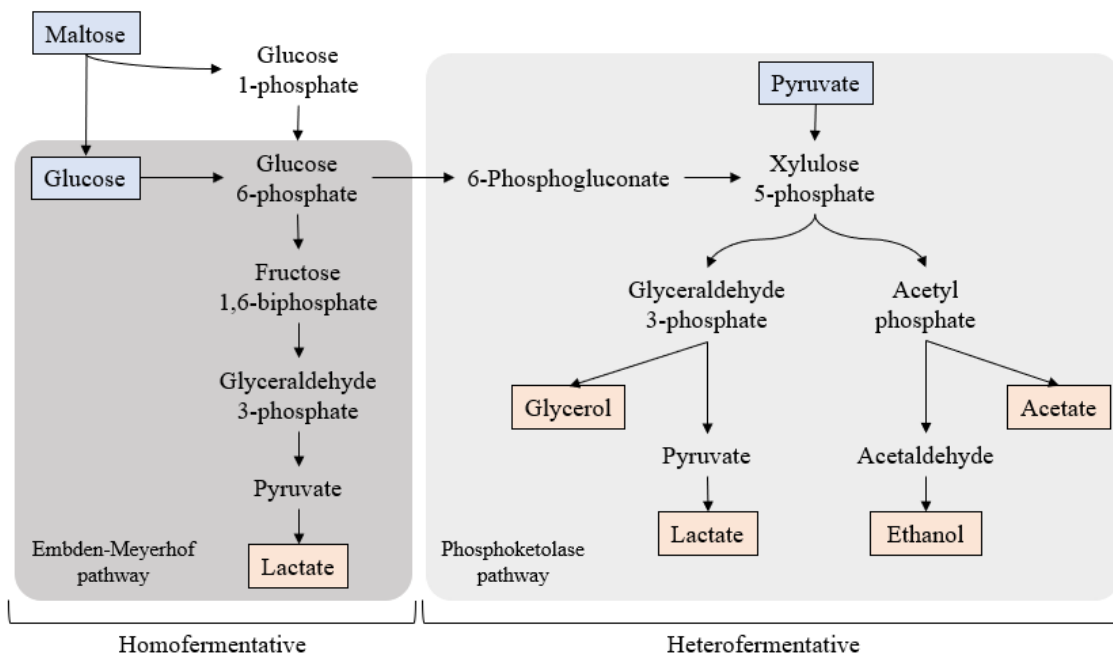 Maltose
Glucose
1-phosphate
Glucose
Glucose
6-phosphate
Fructose
1,6-biphosphate
Glyceraldehyde
3-phosphate
Pyruvate
Lactate
Embden-Meyerhof
pathway
Homofermentative
Pyruvate
6-Phosphogluconate
Xylulose
5-phosphate
Glyceraldehyde
3-phosphate
Acetyl
phosphate
Glycerol
Acetate
Pyruvate
Acetaldehyde
Lactate
Ethanol
Phosphoketolase
pathway
Heterofermentative